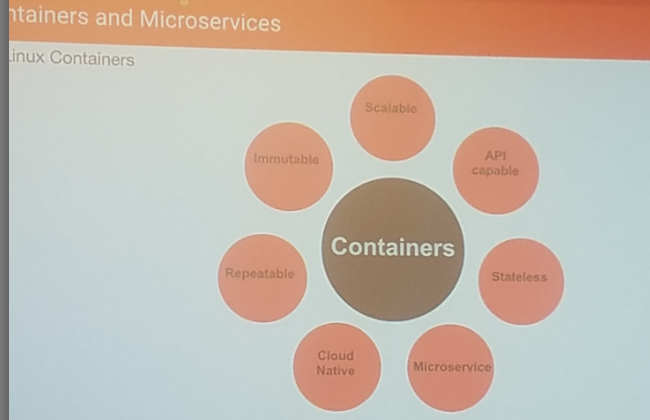 ntainers and Microservices
inux Containers
Scalable
Immutable
API
capable
Containers
Repeatable
Stateless
Cloud
Native
Microservice